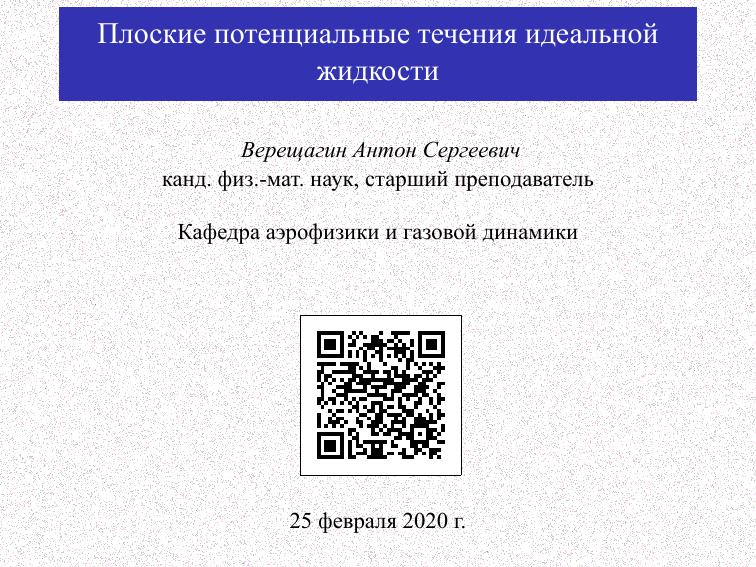 Плоские потенциальные течения идеальной
жидкости
Верещагин Антон Сергеевич
канд. физ.-мат. наук, старший преподаватель
Кафедра аэрофизики и газовой динамики
25 февраля 2020 г.